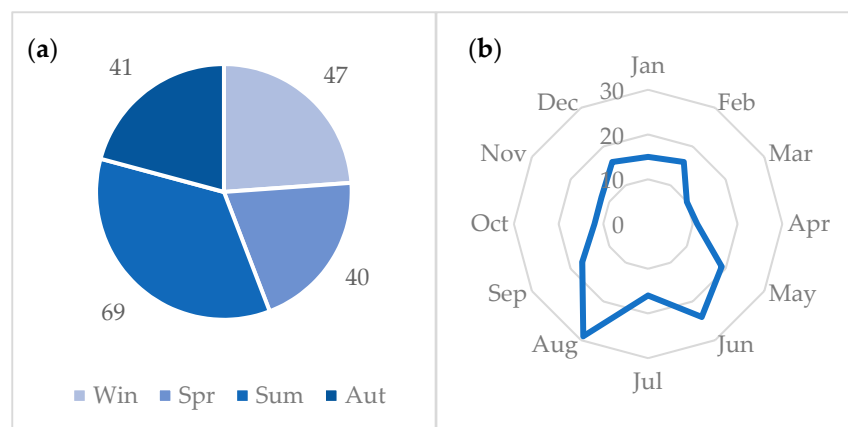 (a)
41
47
69
40
Win Spr Sum Aut
(b)
Jan
Feb
Mar
Apr
May
Jun
Jul
Aug
Sep
Oct
Nov
Dec
30
20
10
0